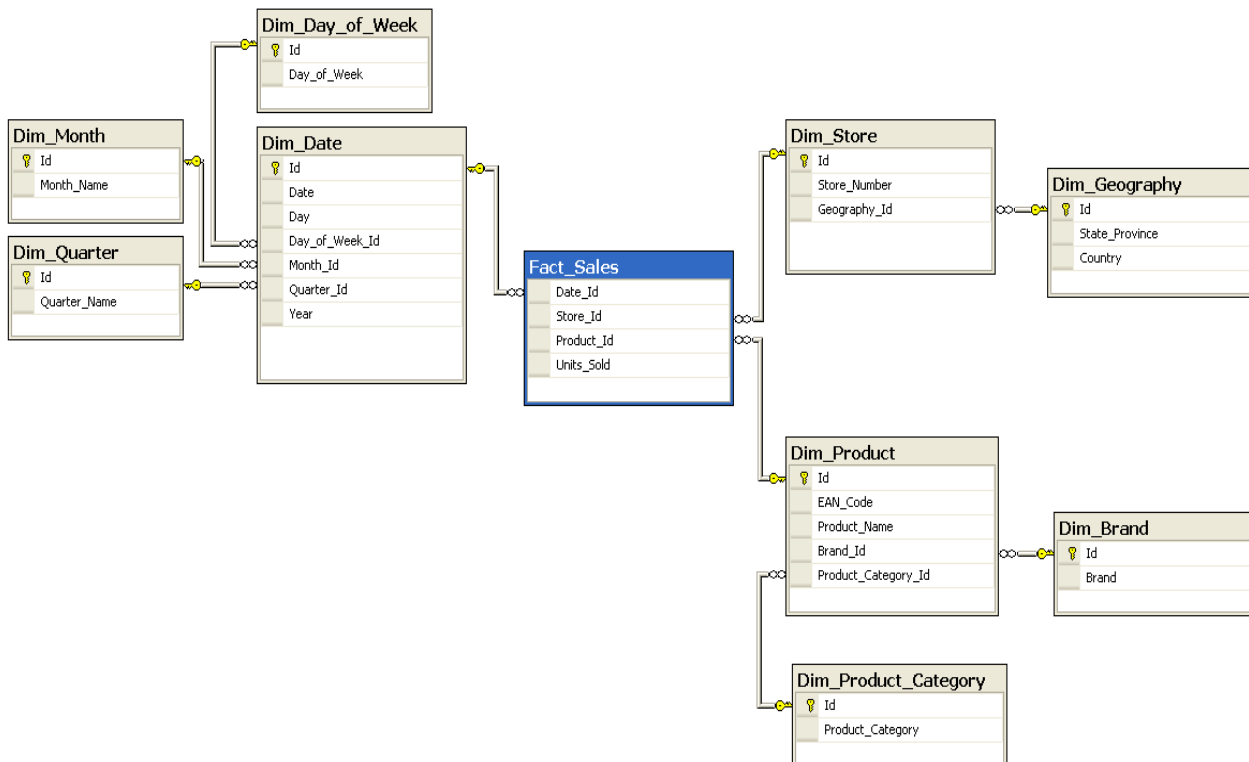 Dim_Day_of_Week
Id
Day_of_Week
Dim_Month
Id
Month_Name
Dim_Quarter
Id
Quarter_Name
Dim_Date
Id
Date
Day
Day_of_Week_Id
Month_Id
Quarter_Id
Year
Fact_Sales
Date_Id
Store_Id
Product_Id
Units_Sold
Dim_Store
Id
Store_Number
Geography_Id
Dim_Geography
Id
State_Province
Country
Dim_Product
Id
EAN_Code
Product_Name
Brand_Id
Product_Category_Id
Dim_Brand
Id
Brand
Dim_Product_Category
Id
Product_Category